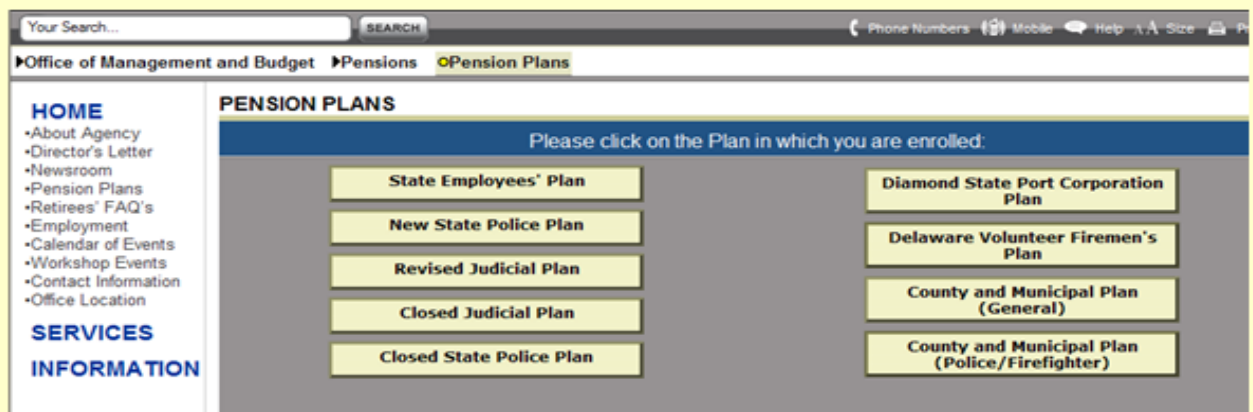 Your Search...
SEARCH
Phone Numbers Mobile Help AA Size
▶Office of Management and Budget ▶Pensions OPension Plans
HOME
•About Agency
•Director's Letter
•Newsroom
•Pension Plans
•Retirees' FAQ's
•Employment
•Calendar of Events
•Workshop Events
•Contact Information
•Office Location
SERVICES
INFORMATION
PENSION PLANS
Please click on the Plan in which you are enrolled:
State Employees' Plan
New State Police Plan
Revised Judicial Plan
Closed Judicial Plan
Closed State Police Plan
Diamond State Port Corporation
Plan
Delaware Volunteer Firemen's
Plan
County and Municipal Plan
(General)
County and Municipal Plan
(Police/Firefighter)